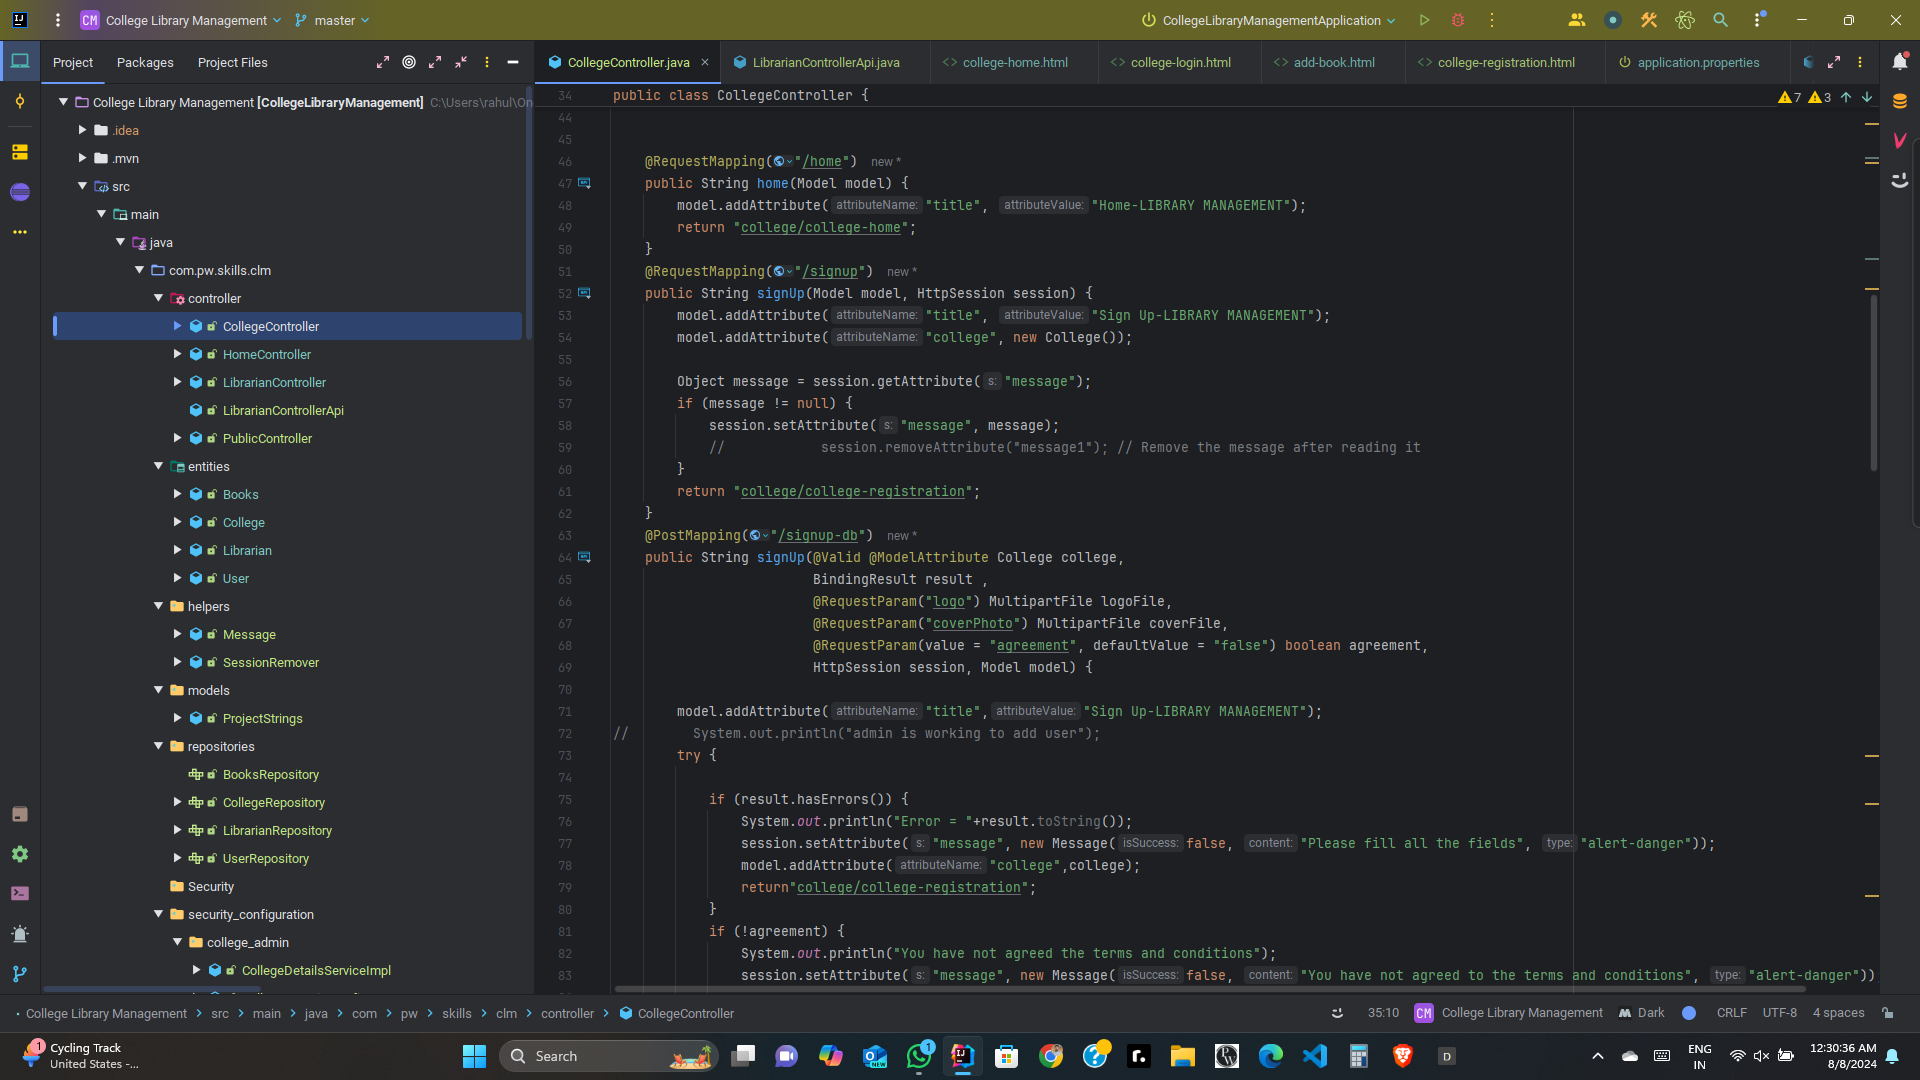 CM College Library Management master CollegeLibraryManagementApplication
Project Packages Project Files
CollegeController.java LibrarianControllerApi.java college-home.html college-login.html add-book.html college-registration.html application.properties
College Library Management [CollegeLibraryManagement] C:\Users\rahul\On
.idea
.mvn
src
main
java
com.pw.skills.clm
controller
CollegeController
HomeController
LibrarianController
LibrarianControllerApi
PublicController
entities
Books
College
Librarian
User
helpers
Message
SessionRemover
models
ProjectStrings
repositories
BooksRepository
CollegeRepository
LibrarianRepository
UserRepository
Security
security_configuration
college_admin
CollegeDetailsServiceImpl
34 public class CollegeController {
7 3
44
45
46 @RequestMapping("/home") new *
47 public String home(Model model) {
48 model.addAttribute( attributeName: "title", attributeValue: "Home-LIBRARY MANAGEMENT");
49 return "college/college-home";
50 }
51 @RequestMapping("/signup") new *
52 public String signUp(Model model, HttpSession session) {
53 model.addAttribute( attributeName: "title", attributeValue: "Sign Up-LIBRARY MANAGEMENT");
54 model.addAttribute( attributeName: "college", new College());
55
56 Object message = session.getAttribute( s: "message");
57 if (message != null) {
58 session.setAttribute( s: "message", message);
59 // session.removeAttribute("message1"); // Remove the message after reading it
60 }
61 return "college/college-registration";
62 }
63 @PostMapping("/signup-db") new *
64 public String signUp(@Valid @ModelAttribute College college,
65 BindingResult result ,
66 @RequestParam("logo") MultipartFile logoFile,
67 @RequestParam("coverPhoto") MultipartFile coverFile,
68 @RequestParam(value = "agreement", defaultValue = "false") boolean agreement,
69 HttpSession session, Model model) {
70
71 model.addAttribute( attributeName: "title", attributeValue: "Sign Up-LIBRARY MANAGEMENT");
72 // System.out.println("admin is working to add user");
73 try {
74
75 if (result.hasErrors()) {
76 System.out.println("Error = "+result.toString());
77 session.setAttribute( s: "message", new Message( isSuccess: false, content: "Please fill all the fields", type: "alert-danger"));
78 model.addAttribute( attributeName: "college",college);
79 return"college/college-registration";
80 }
81 if (!agreement) {
82 System.out.println("You have not agreed the terms and conditions");
83 session.setAttribute( s: "message", new Message( isSuccess: false, content: "You have not agreed to the terms and conditions", type: "alert-danger"))
College Library Management > src > main > java > com > pw > skills > clm > controller > CollegeController
35:10 CM College Library Management Dark CRLF UTF-8 4 spaces
1 Cycling Track
United States -...
Search
NEW
1
D
ENG
IN
12:30:36 AM
8/8/2024